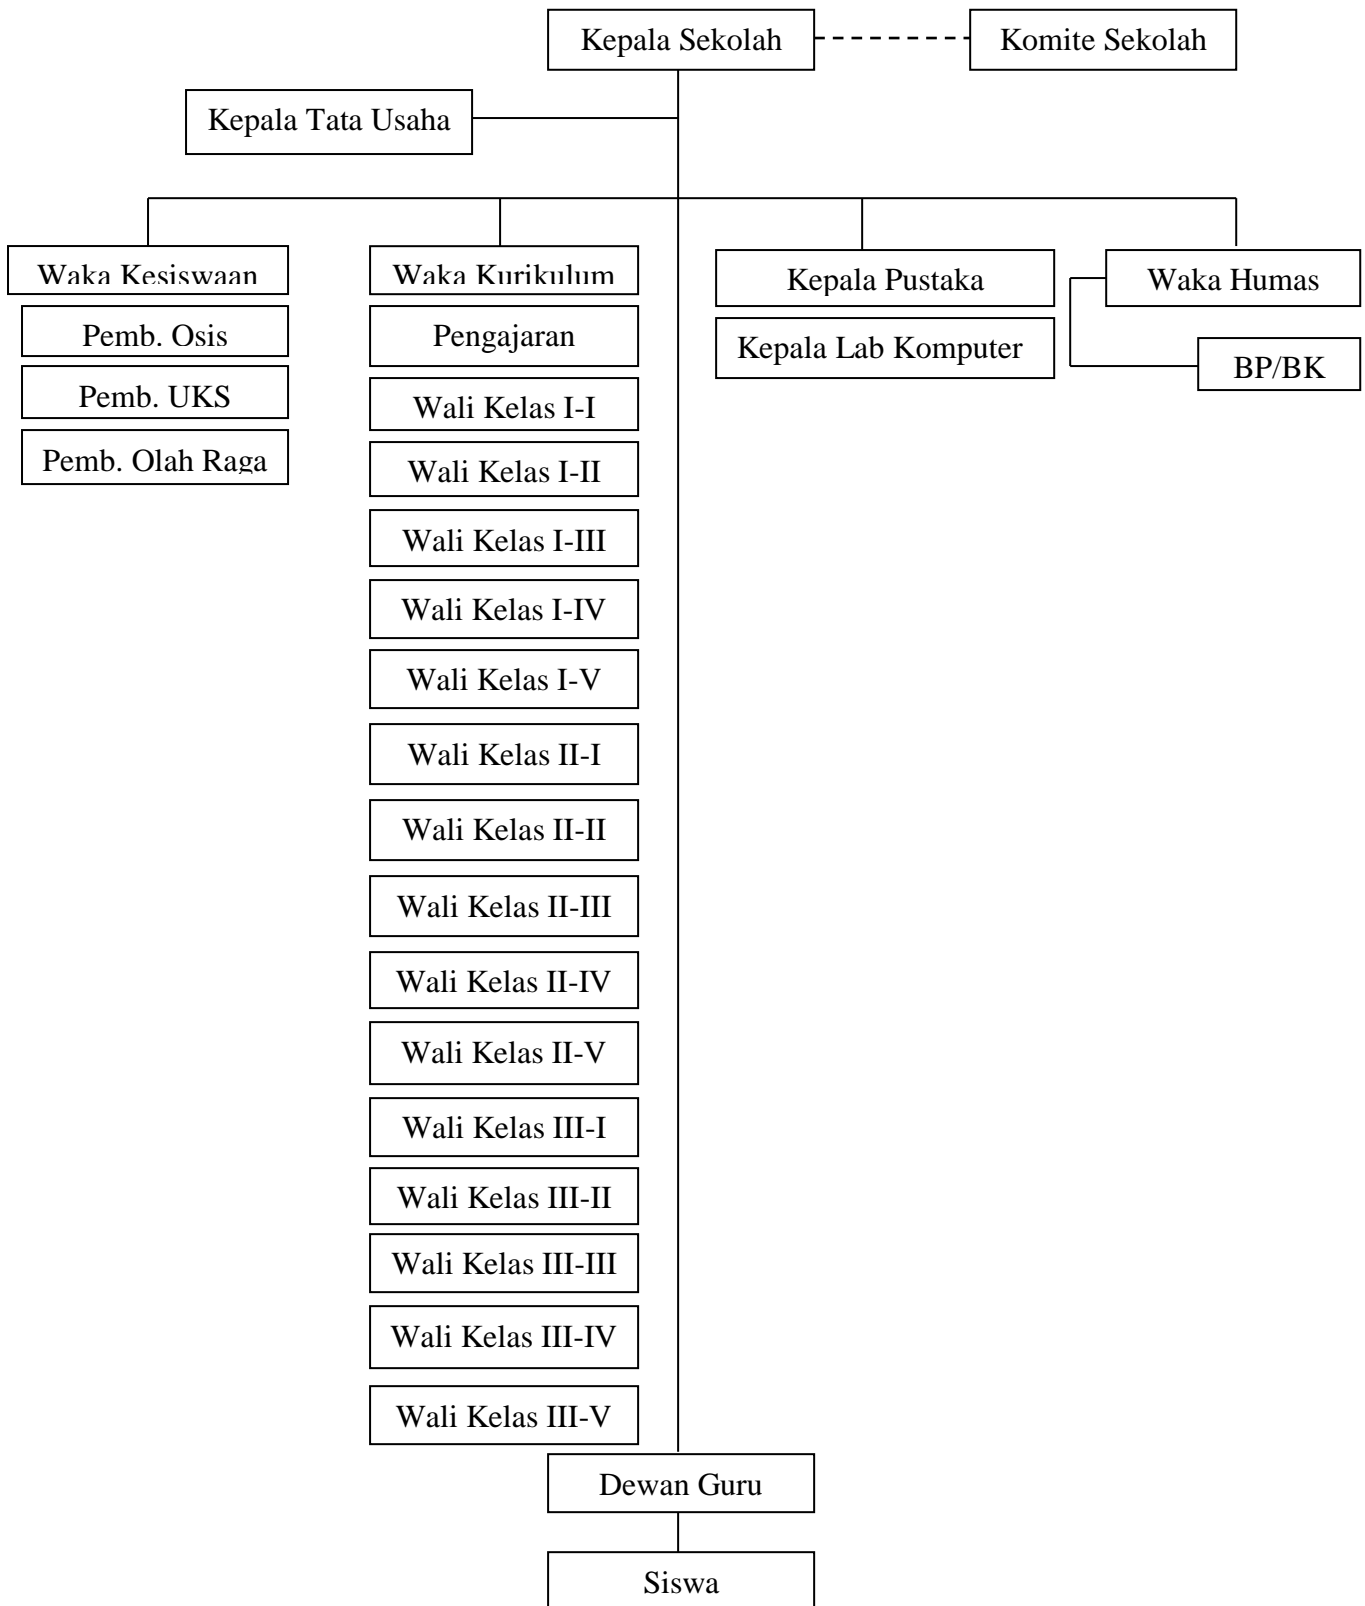 Kepala Sekolah
Komite Sekolah
Kepala Tata Usaha
Waka Kesiswaan
Pemb. Osis
Pemb. UKS
Pemb. Olah Raga
Waka Kurikulum
Pengajaran
Wali Kelas I-I
Wali Kelas I-II
Wali Kelas I-III
Wali Kelas I-IV
Wali Kelas I-V
Wali Kelas II-I
Wali Kelas II-II
Wali Kelas II-III
Wali Kelas II-IV
Wali Kelas II-V
Wali Kelas III-I
Wali Kelas III-II
Wali Kelas III-III
Wali Kelas III-IV
Wali Kelas III-V
Kepala Pustaka
Kepala Lab Komputer
Waka Humas
BP/BK
Dewan Guru
Siswa